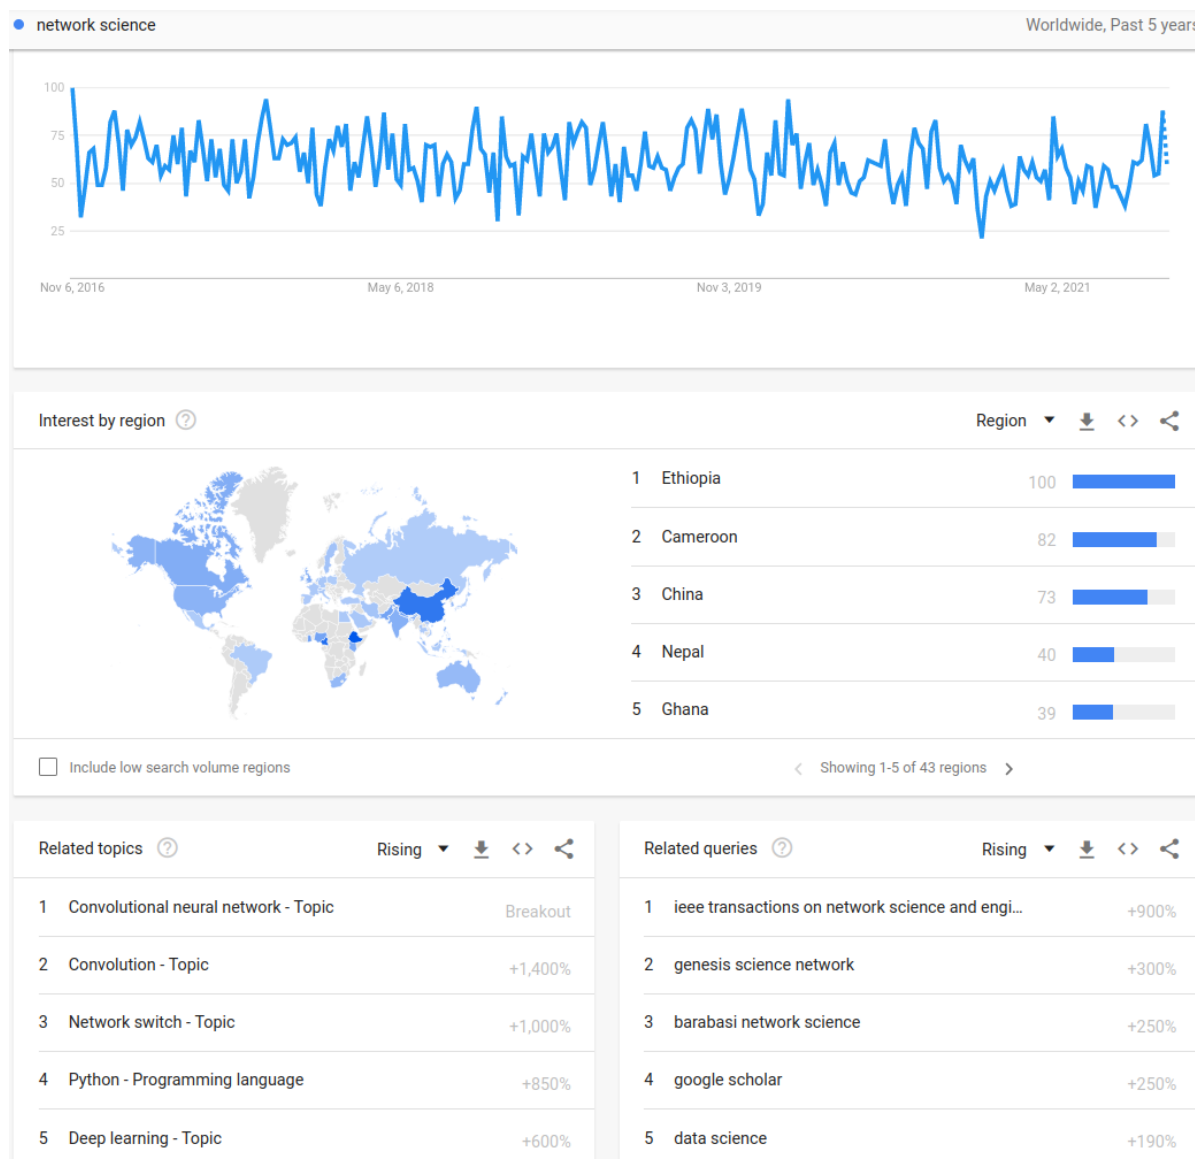 network science
Worldwide, Past 5 years
100
75
50
25
Nov 6, 2016
May 6, 2018
Nov 3, 2019
May 2, 2021
Interest by region
Region
1 Ethiopia 100
2 Cameroon 82
3 China 73
4 Nepal 40
5 Ghana 39
Include low search volume regions
Showing 1-5 of 43 regions
Related topics
Rising
1 Convolutional neural network - Topic Breakout
2 Convolution - Topic +1,400%
3 Network switch - Topic +1,000%
4 Python - Programming language +850%
5 Deep learning - Topic +600%
Related queries
Rising
1 ieee transactions on network science and engi... +900%
2 genesis science network +300%
3 barabasi network science +250%
4 google scholar +250%
5 data science +190%